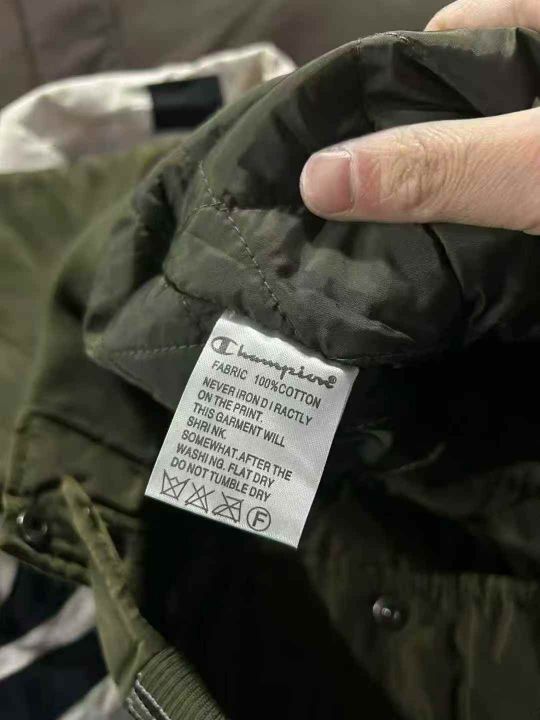 Champion®
FABRIC 100%COTTON
NEVER IRON DIRACTLY
ON THE PRINT.
THIS GARMENT WILL
SHRINK
SOMEWHAT.AFTER THE
WASHING. FLAT DRY
DO NOT TUMBLE DRY
F